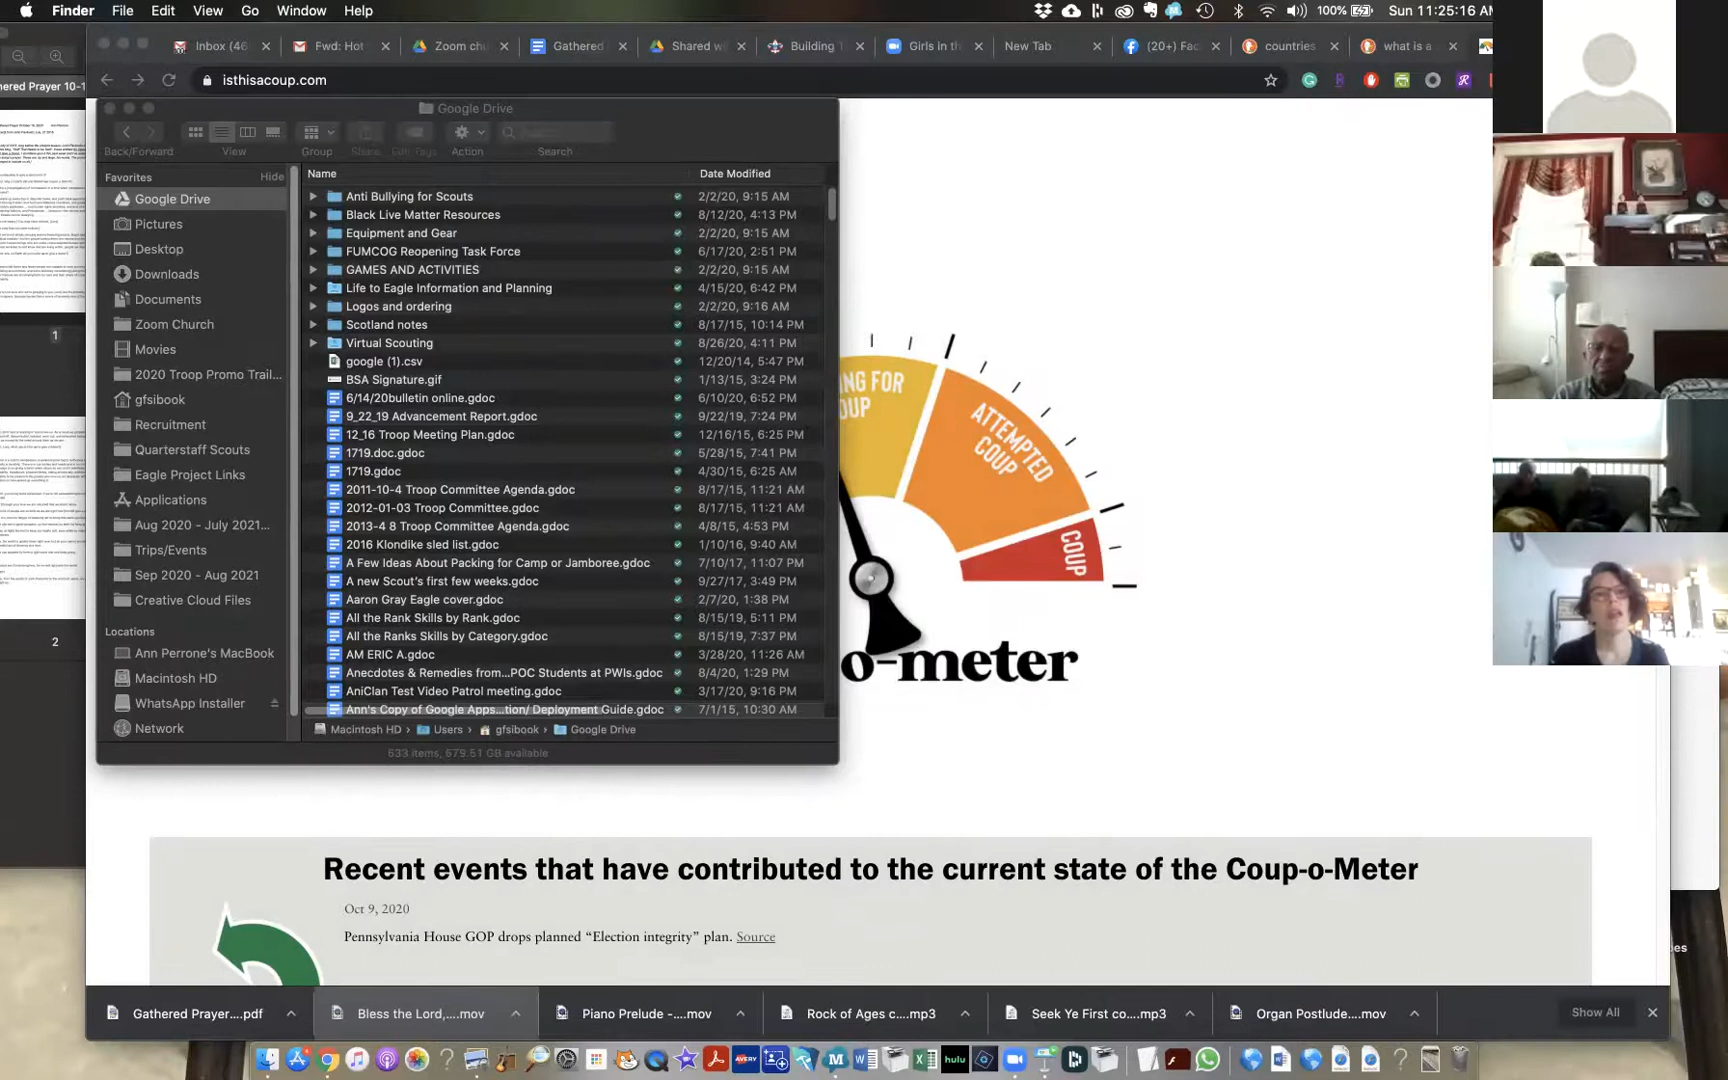 Finder File Edit View Go Window Help
100% Sun 11:25:16 AM
Inbox (46
Fwd: Hot
Zoom chu
Gathered
Shared wi
Building
Girls in th
New Tab
(20+) Fac
countries
what is a
isthisacoup.com
Google Drive
Back/Forward View Group Share Edit Tags Action Search
Favorites Hide
Google Drive
Pictures
Desktop
Downloads
Documents
Zoom Church
Movies
2020 Troop Promo Trail...
gfsibook
Recruitment
Quarterstaff Scouts
Eagle Project Links
Applications
Aug 2020 - July 2021...
Trips/Events
Sep 2020 - Aug 2021
Creative Cloud Files
Locations
Ann Perrone's MacBook
Macintosh HD
WhatsApp Installer
Network
Name Date Modified
Anti Bullying for Scouts 2/2/20, 9:15 AM
Black Live Matter Resources 8/12/20, 4:13 PM
Equipment and Gear 2/2/20, 9:15 AM
FUMCOG Reopening Task Force 6/17/20, 2:51 PM
GAMES AND ACTIVITIES 2/2/20, 9:15 AM
Life to Eagle Information and Planning 4/15/20, 6:42 PM
Logos and ordering 2/2/20, 9:16 AM
Scotland notes 8/17/15, 10:14 PM
Virtual Scouting 8/26/20, 4:11 PM
google (1).csv 12/20/14, 5:47 PM
BSA Signature.gif 1/13/15, 3:24 PM
6/14/20bulletin online.gdoc 6/10/20, 6:52 PM
9_22_19 Advancement Report.gdoc 9/22/19, 7:24 PM
12_16 Troop Meeting Plan.gdoc 12/16/15, 6:25 PM
1719.doc.gdoc 5/28/15, 7:41 PM
1719.gdoc 4/30/15, 6:25 AM
2011-10-4 Troop Committee Agenda.gdoc 8/17/15, 11:21 AM
2012-01-03 Troop Committee.gdoc 8/17/15, 11:21 AM
2013-4 8 Troop Committee Agenda.gdoc 4/8/15, 4:53 PM
2016 Klondike sled list.gdoc 1/10/16, 9:40 AM
A Few Ideas About Packing for Camp or Jamboree.gdoc 7/10/17, 11:07 PM
A new Scout's first few weeks.gdoc 9/27/17, 3:49 PM
Aaron Gray Eagle cover.gdoc 2/7/20, 1:38 PM
All the Rank Skills by Rank.gdoc 8/15/19, 5:11 PM
All the Ranks Skills by Category.gdoc 8/15/19, 7:37 PM
AM ERIC A.gdoc 3/28/20, 11:26 AM
Anecdotes & Remedies from...POC Students at PWIs.gdoc 8/4/20, 1:29 PM
AniClan Test Video Patrol meeting.gdoc 3/17/20, 9:16 PM
Ann's Copy of Google Apps...tion/ Deployment Guide.gdoc 7/1/15, 10:30 AM
Macintosh HD › Users › gfsibook › Google Drive
633 items, 679.51 GB available
ered Prayer 10-1
1
2
NG FOR
OUP
ATTEMPTED
COUP
COUP
o-meter
Recent events that have contributed to the current state of the Coup-o-Meter
Oct 9, 2020
Pennsylvania House GOP drops planned “Election integrity” plan. Source
Gathered Prayer....pdf
Bless the Lord,....mov
Piano Prelude -....mov
Rock of Ages c....mp3
Seek Ye First co....mp3
Organ Postlude....mov
Show All
hulu